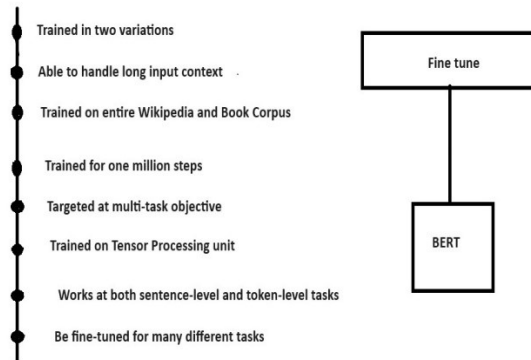 Trained in two variations
Able to handle long input context
Trained on entire Wikipedia and Book Corpus
Trained for one million steps
Targeted at multi-task objective
Trained on Tensor Processing unit
Works at both sentence-level and token-level tasks
Be fine-tuned for many different tasks
Fine tune
BERT